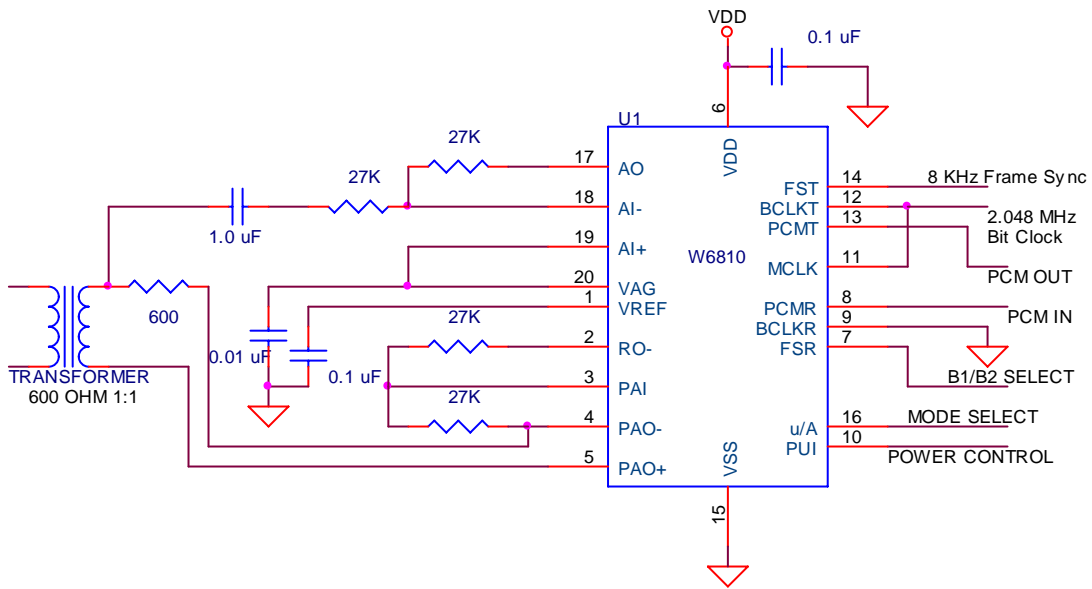 VDD
0.1 uF
6
U1
27K
17
AO
VDD
27K
14
FST
8 KHz Frame Sync
18
AI-
12
BCLKT
2.048 MHz
Bit Clock
13
PCMT
1.0 uF
19
AI+
W6810
11
MCLK
PCM OUT
20
VAG
1
VREF
8
PCMR
PCM IN
600
27K
9
BCLKR
2
RO-
7
FSR
0.01 uF
0.1 uF
TRANSFORMER
600 OHM 1:1
3
PAI
B1/B2 SELECT
27K
4
PAO-
16
u/A
MODE SELECT
10
PUI
POWER CONTROL
5
PAO+
VSS
15